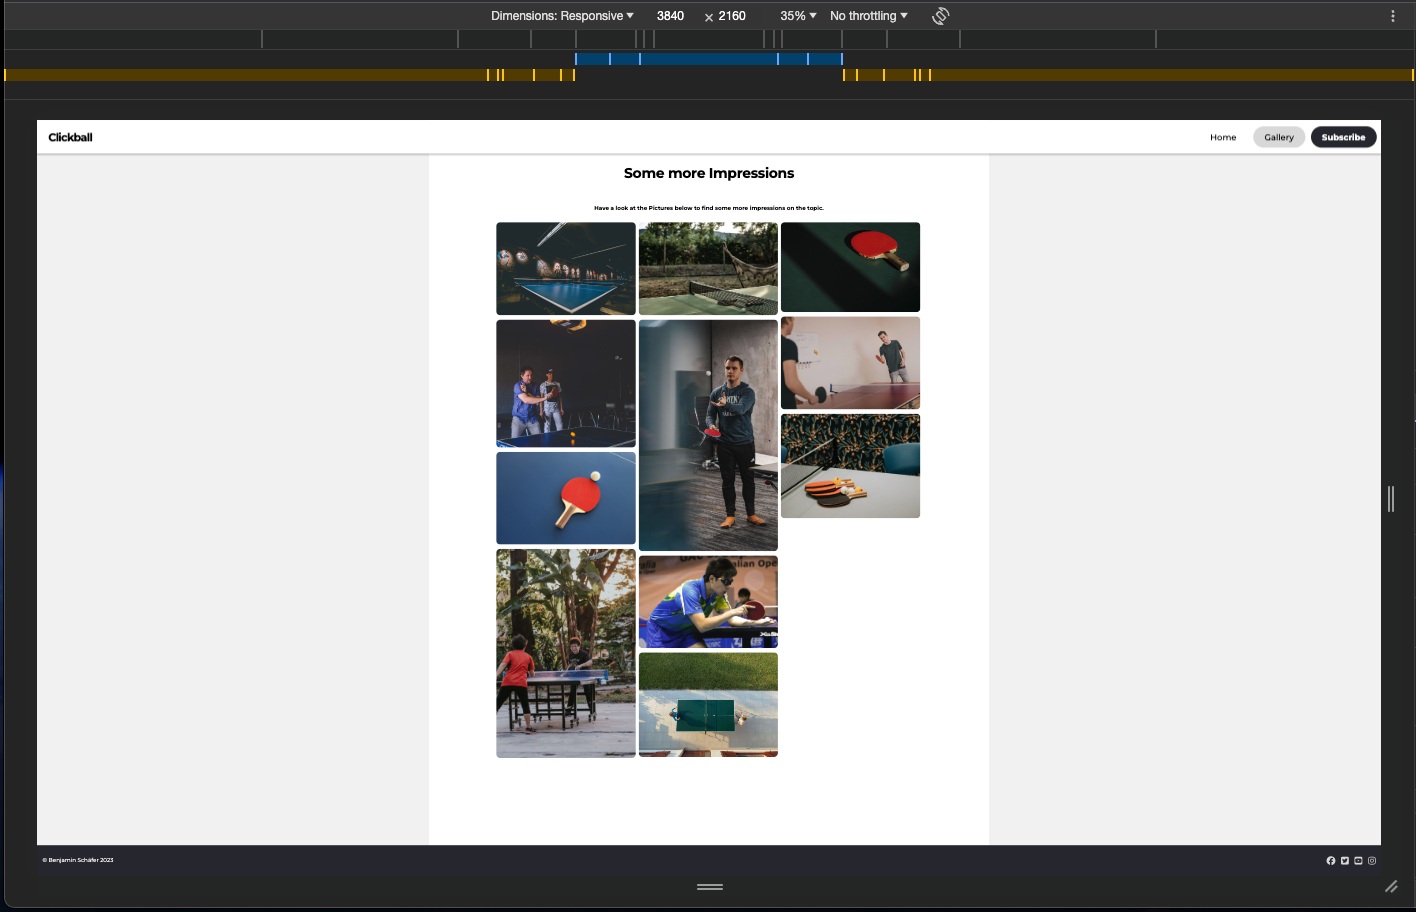 Dimensions: Responsive 3840 × 2160 35% No throttling
Clickball Home Gallery Subscribe
Some more Impressions
Have a look at the Pictures below to find some more impressions on the topic.
alian Ope
© Benjamin Schäfer 2023